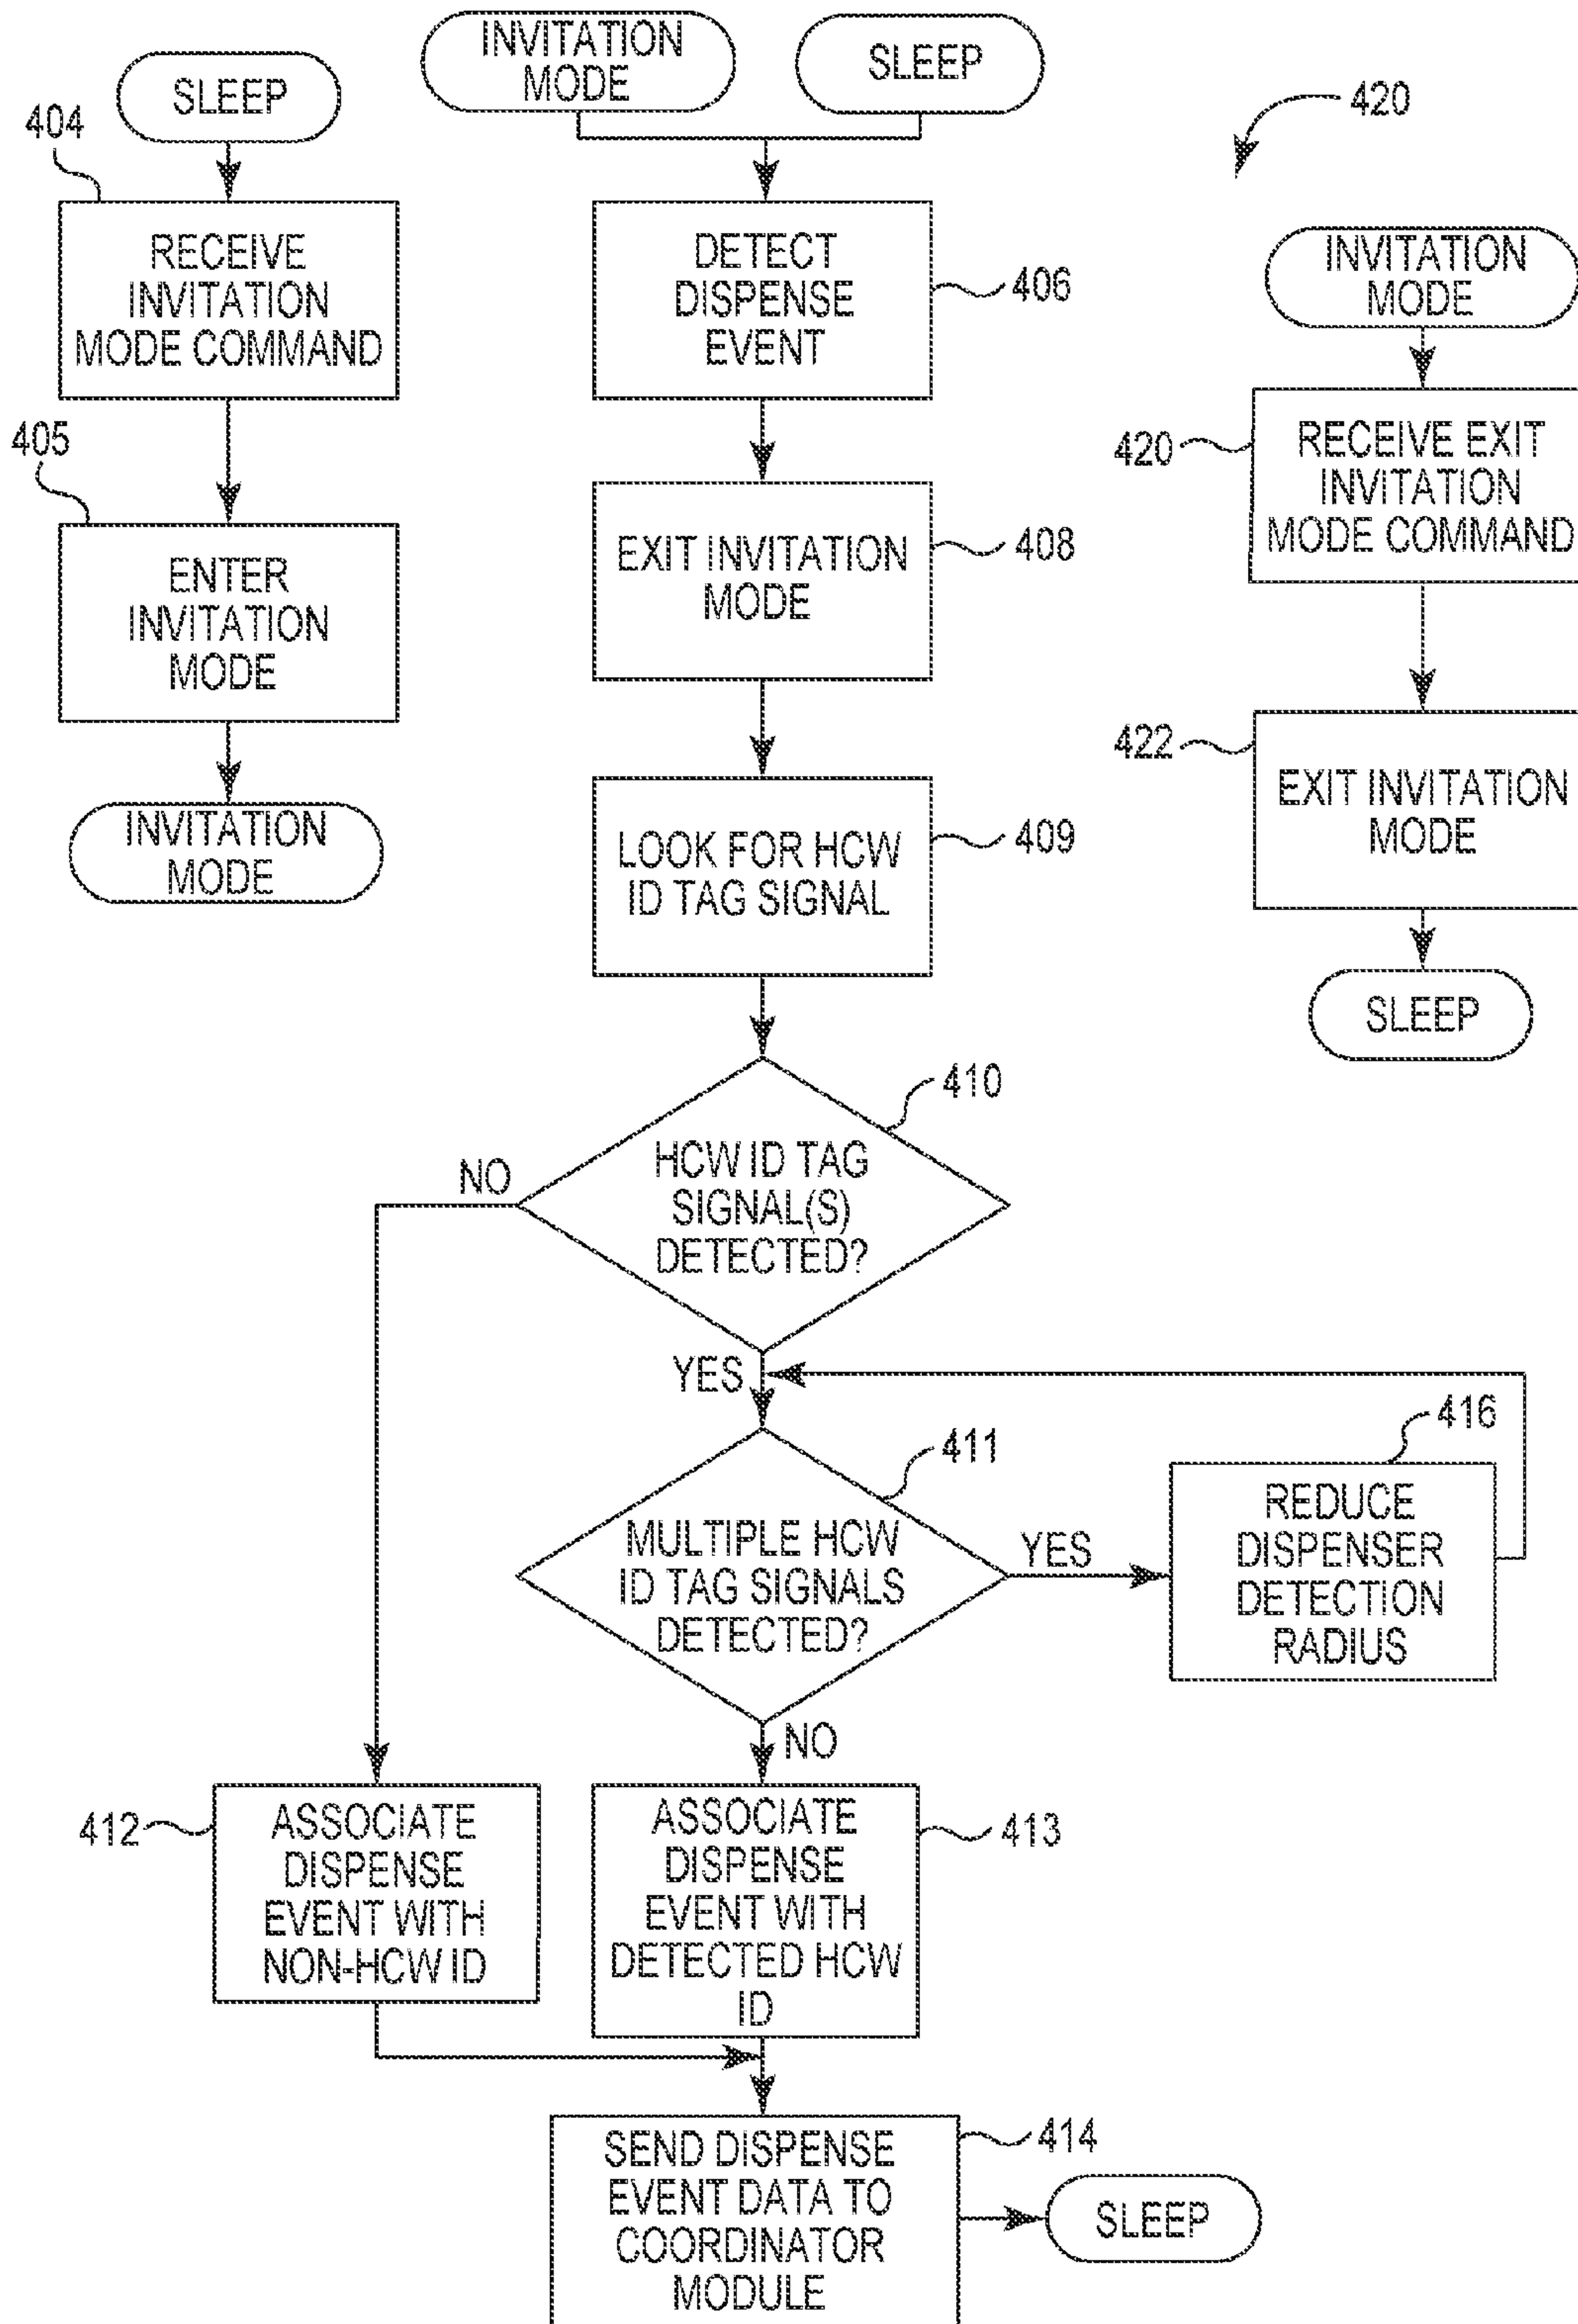 SLEEP
404
RECEIVE
INVITATION
MODE COMMAND
405
ENTER
INVITATION
MODE
INVITATION
MODE
INVITATION
MODE
SLEEP
DETECT
DISPENSE
EVENT
406
EXIT INVITATION
MODE
408
LOOK FOR HCW
ID TAG SIGNAL
409
HCW ID TAG
SIGNAL(S)
DETECTED?
410
NO
YES
MULTIPLE HCW
ID TAG SIGNALS
DETECTED?
411
YES
REDUCE
DISPENSER
DETECTION
RADIUS
416
NO
412
ASSOCIATE
DISPENSE
EVENT WITH
NON-HCW ID
ASSOCIATE
DISPENSE
EVENT WITH
DETECTED HCW
ID
413
SEND DISPENSE
EVENT DATA TO
COORDINATOR
MODULE
414
SLEEP
420
INVITATION
MODE
420
RECEIVE EXIT
INVITATION
MODE COMMAND
422
EXIT INVITATION
MODE
SLEEP